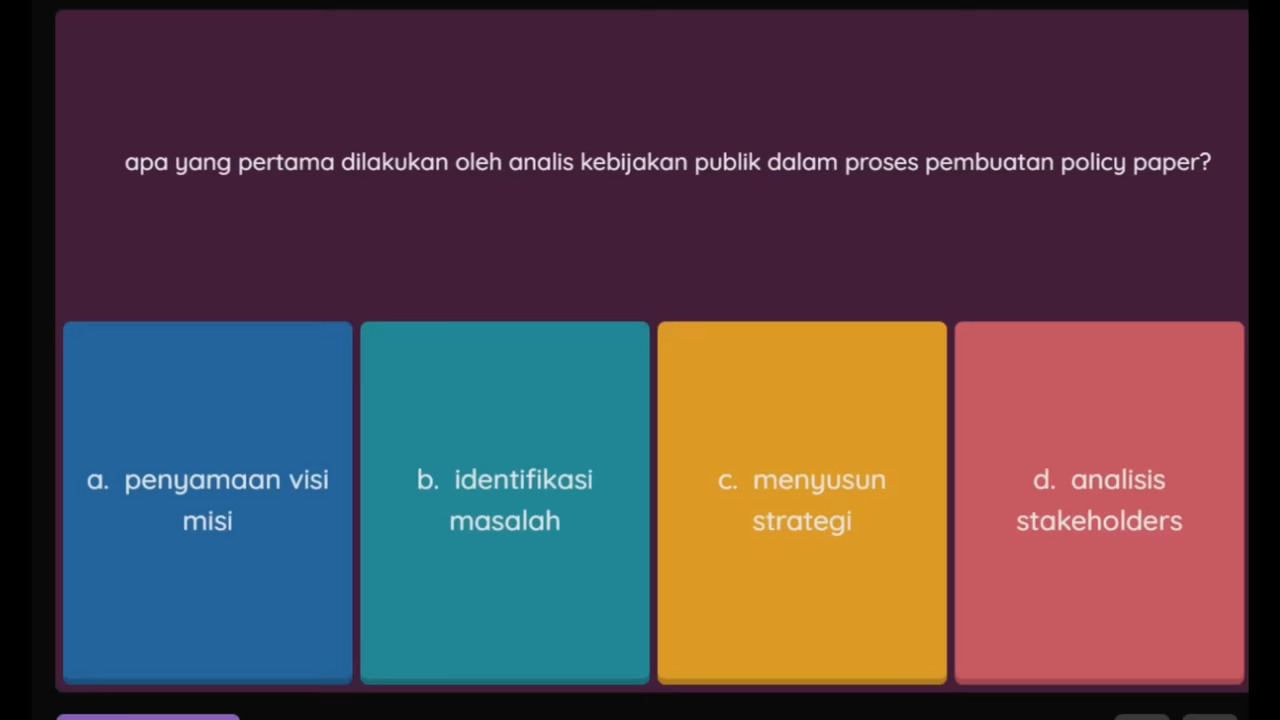 apa yang pertama dilakukan oleh analis kebijakan publik dalam proses pembuatan policy paper?
a. penyamaan visi
misi
b. identifikasi
masalah
c. menyusun
strategi
d. analisis
stakeholders